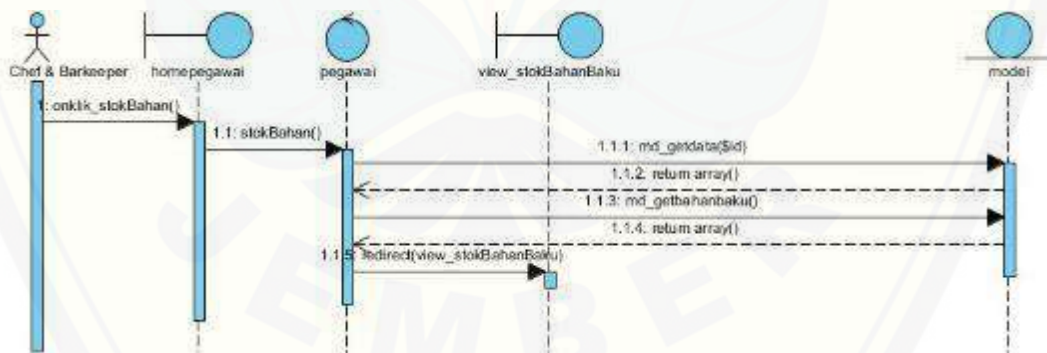 Chef & Barkeeper
homepegawai
pegawai
view_stokBahanBaku
model
1: onklik_stokBahan()
1.1: stokBahan()
1.1.1: md_getdata($id)
1.1.2: return array()
1.1.3: md_getbahanbaku()
1.1.4: return array()
1.1.5: redirect(view_stokBahanBaku)
JEMBER